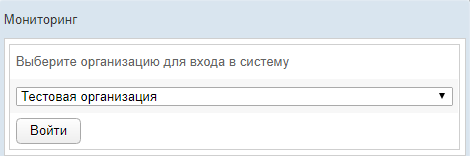 Мониторинг
Выберите организацию для входа в систему
Тестовая организация
Войти